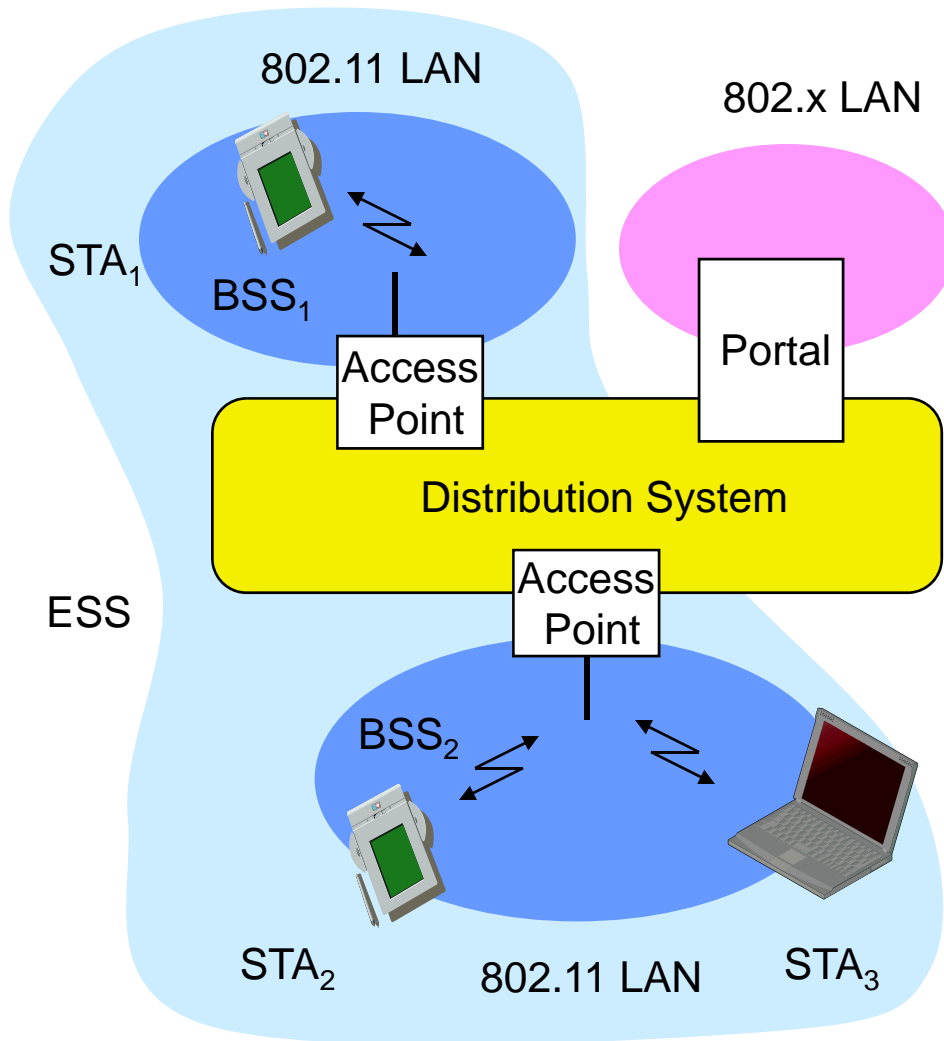 802.11 LAN
802.x LAN
STA₁
BSS₁
Access
Point
Portal
Distribution System
Access
Point
ESS
BSS₂
STA₂
802.11 LAN
STA₃